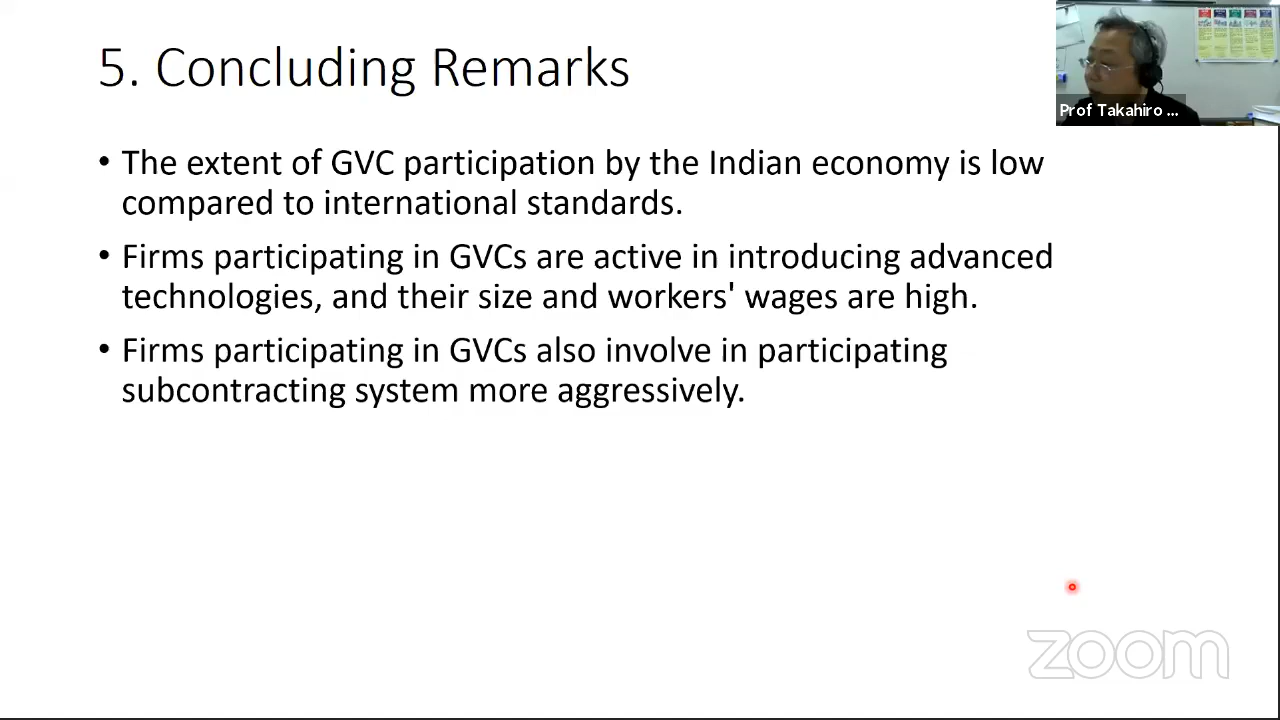 5. Concluding Remarks
Prof Takahiro ...
• The extent of GVC participation by the Indian economy is low
compared to international standards.
• Firms participating in GVCs are active in introducing advanced
technologies, and their size and workers' wages are high.
• Firms participating in GVCs also involve in participating
subcontracting system more aggressively.
zoom